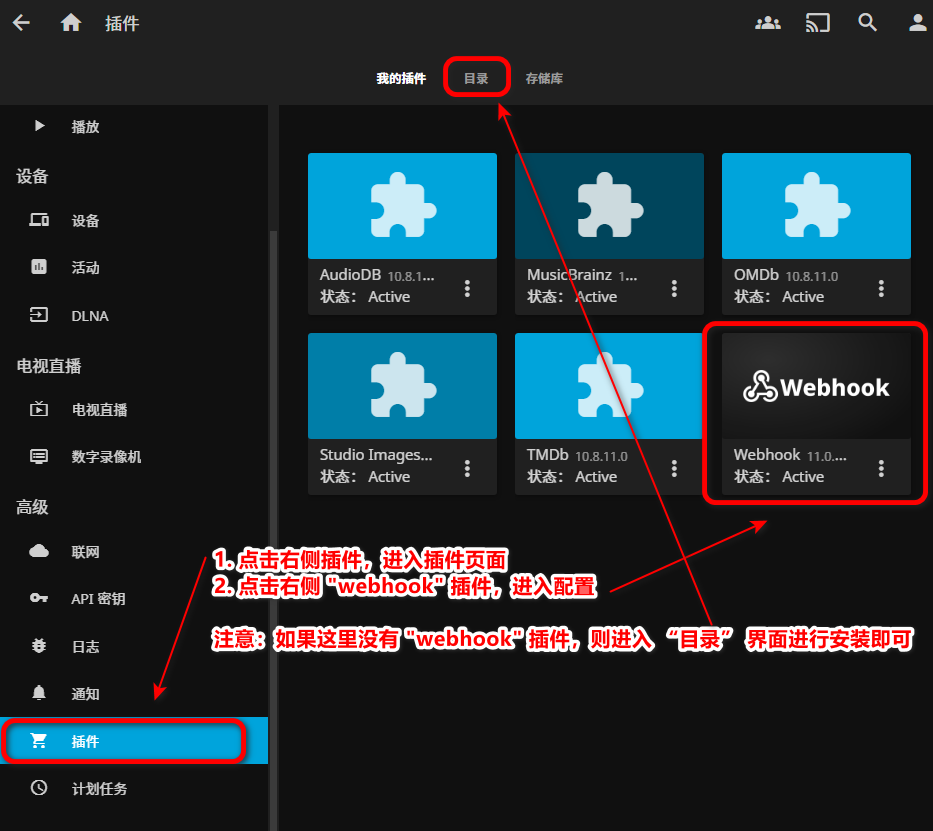 插件
我的插件 目录 存储库
播放
设备
设备
活动
DLNA
电视直播
电视直播
数字录像机
高级
联网
API 密钥
日志
通知
插件
计划任务
AudioDB 10.8.1...
状态： Active
MusicBrainz 1...
状态： Active
OMDb 10.8.11.0
状态： Active
Studio Images...
状态： Active
TMDb 10.8.11.0
状态： Active
Webhook
Webhook 11.0....
状态： Active
1. 点击右侧插件，进入插件页面
2. 点击右侧 "webhook" 插件，进入配置
注意：如果这里没有 "webhook" 插件，则进入 “目录” 界面进行安装即可